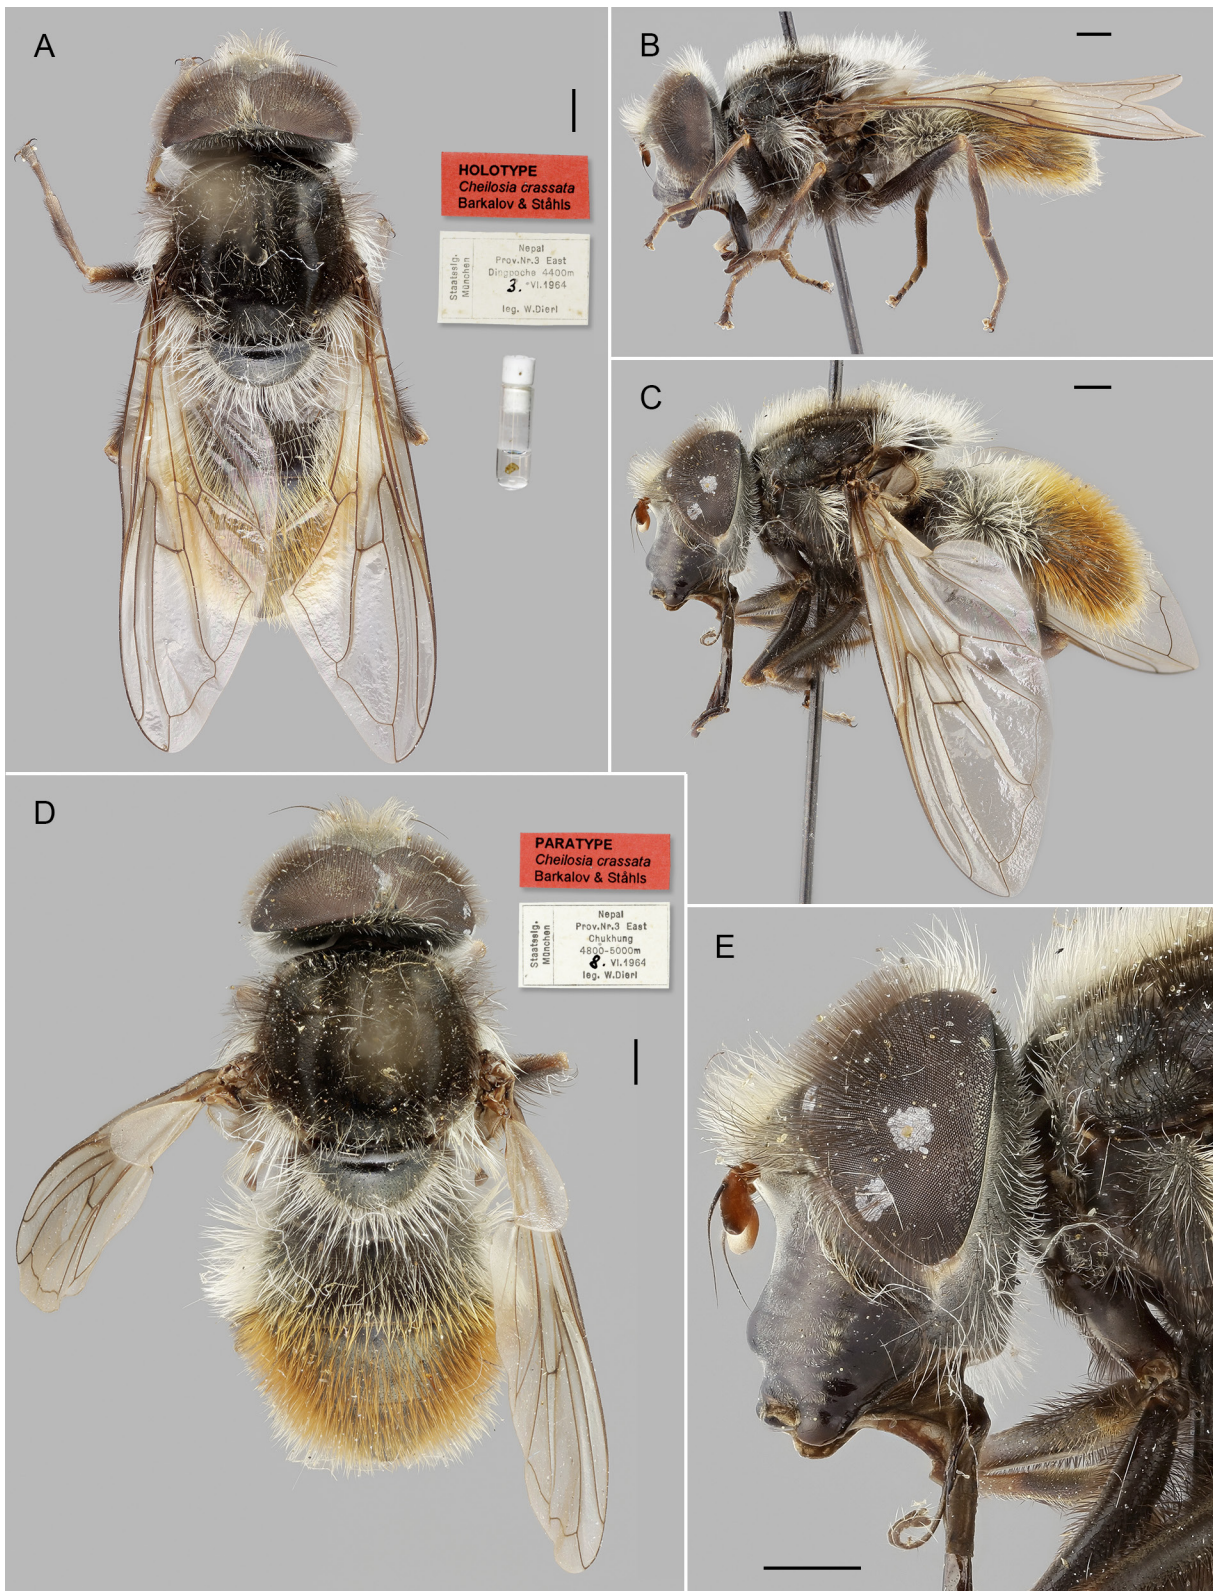 A
HOLOTYPE
Cheilosia crassata
Barkalov & Ståhls
Staatsslg.
München
Nepal
Prov.Nr.3 East
Dingpoche 4400m
3. VI.1964
leg. W.Dierl
B
C
D
PARATYPE
Cheilosia crassata
Barkalov & Ståhls
Staatsslg.
München
Nepal
Prov.Nr.3 East
Chukhung
4800-5000m
8. VI.1964
leg. W.Dierl
E